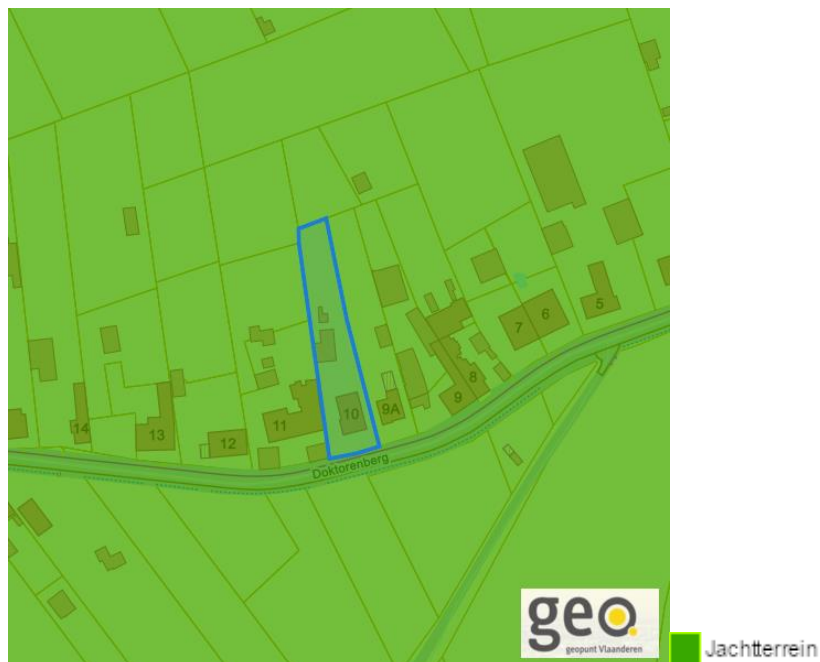 5
6
7
8
9
9A
10
11
12
13
14
Doktorenberg
geo.
geopunt Vlaanderen
Jachtterrein